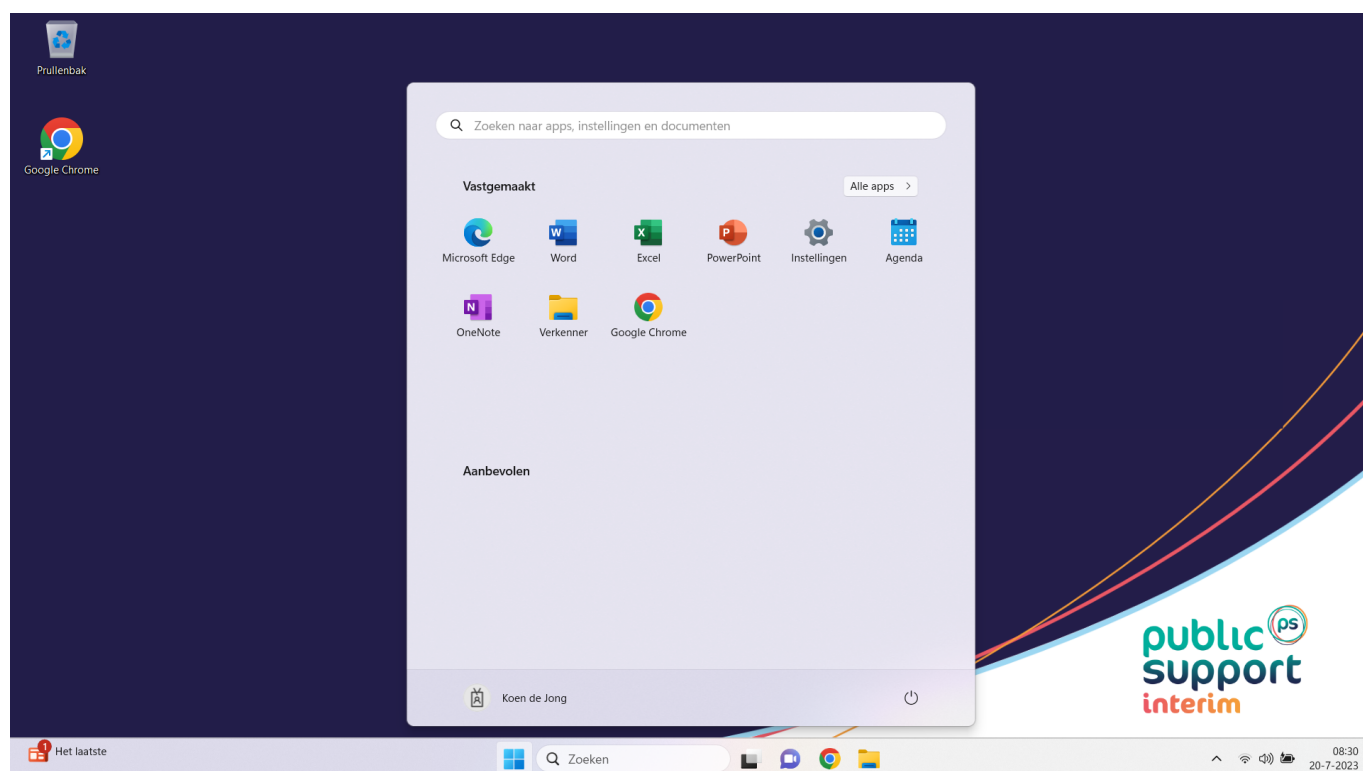 Prullenbak
Google Chrome
Zoeken naar apps, instellingen en documenten
Vastgemaakt
Alle apps
Microsoft Edge
Word
Excel
PowerPoint
Instellingen
Agenda
OneNote
Verkenner
Google Chrome
Aanbevolen
Koen de Jong
public ps
support
interim
1
Het laatste
Zoeken
08:30
20-7-2023